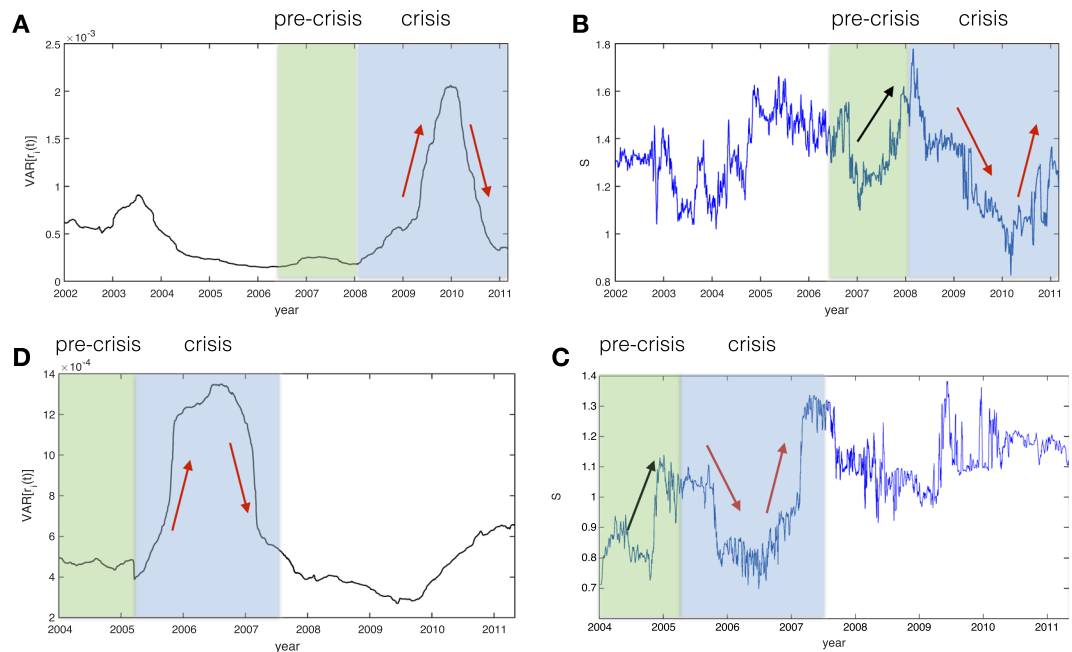 A
pre-crisis crisis
×10⁻³
2.5
2
1.5
1
0.5
0
VAR[rᵢ(t)]
2002 2003 2004 2005 2006 2007 2008 2009 2010 2011
year
B
pre-crisis crisis
1.8
1.6
1.4
1.2
1
0.8
S
2002 2003 2004 2005 2006 2007 2008 2009 2010 2011
year
D
pre-crisis crisis
×10⁻⁴
14
12
10
8
6
4
2
VAR[rᵢ(t)]
2004 2005 2006 2007 2008 2009 2010 2011
year
C
pre-crisis crisis
1.4
1.3
1.2
1.1
1
0.9
0.8
0.7
0.6
S
2004 2005 2006 2007 2008 2009 2010 2011
year